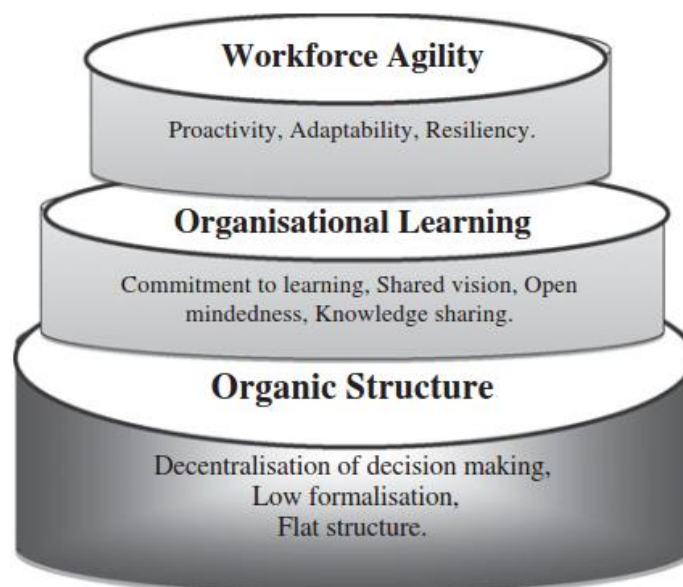 Workforce Agility
Proactivity, Adaptability, Resiliency.
Organisational Learning
Commitment to learning, Shared vision, Open
mindedness, Knowledge sharing.
Organic Structure
Decentralisation of decision making,
Low formalisation,
Flat structure.